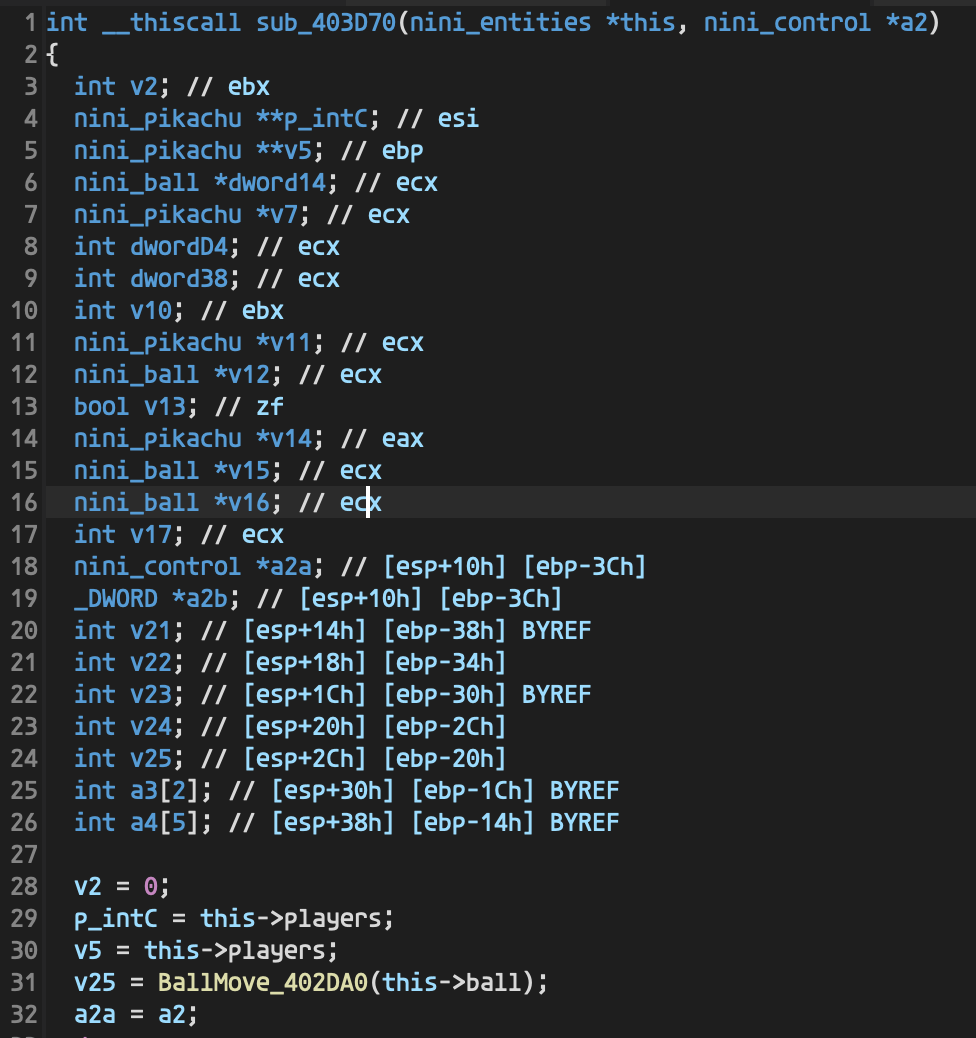 1 int __thiscall sub_403D70(nini_entities *this, nini_control *a2)
2 {
3 int v2; // ebx
4 nini_pikachu **p_intC; // esi
5 nini_pikachu **v5; // ebp
6 nini_ball *dword14; // ecx
7 nini_pikachu *v7; // ecx
8 int dwordD4; // ecx
9 int dword38; // ecx
10 int v10; // ebx
11 nini_pikachu *v11; // ecx
12 nini_ball *v12; // ecx
13 bool v13; // zf
14 nini_pikachu *v14; // eax
15 nini_ball *v15; // ecx
16 nini_ball *v16; // ecx
17 int v17; // ecx
18 nini_control *a2a; // [esp+10h] [ebp-3Ch]
19 _DWORD *a2b; // [esp+10h] [ebp-3Ch]
20 int v21; // [esp+14h] [ebp-38h] BYREF
21 int v22; // [esp+18h] [ebp-34h]
22 int v23; // [esp+1Ch] [ebp-30h] BYREF
23 int v24; // [esp+20h] [ebp-2Ch]
24 int v25; // [esp+2Ch] [ebp-20h]
25 int a3[2]; // [esp+30h] [ebp-1Ch] BYREF
26 int a4[5]; // [esp+38h] [ebp-14h] BYREF
27
28 v2 = 0;
29 p_intC = this->players;
30 v5 = this->players;
31 v25 = BallMove_402DA0(this->ball);
32 a2a = a2;